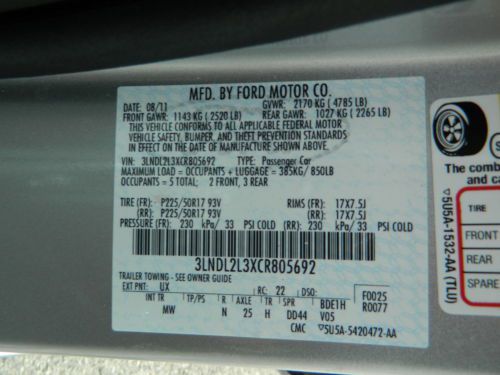 MFD. BY FORD MOTOR CO.
DATE: 08/11 GVWR: 2170 KG (4785 LB)
FRONT GAWR: 1143 KG (2520 LB) REAR GAWR: 1027 KG (2265 LB)
THIS VEHICLE CONFORMS TO ALL APPLICABLE FEDERAL MOTOR
VEHICLE SAFETY, BUMPER, AND THEFT PREVENTION STANDARDS
IN EFFECT ON THE DATE OF MANUFACTURE SHOWN ABOVE.
VIN: 3LNDL2L3XCR805692 TYPE: Passenger Car
MAXIMUM LOAD = OCCUPANTS + LUGGAGE = 385KG/ 850LB
OCCUPANTS = 5 TOTAL: 2 FRONT, 3 REAR
TIRE (FR): P225/50R17 93V RIMS (FR): 17X7.5J
(RR): P225/50R17 93V (RR): 17X7.5J
PRESSURE (FR): 230 kPa/ 33 PSI COLD (RR): 230 kPa/ 33 PSI COLD
3LNDL2L3XCR805692
TRAILER TOWING - SEE OWNER GUIDE
EXT PNT: UX RC: 22 DSO: F0025
INT TR TP/PS R AXLE TR SPR BDE1H R0077
MW N 25 H DD44 V05
CMC ▽5U5A-5420472-AA
▽5U5A-1532-AA (TLU)
The comb
l'occupants et
TIRE
FRONT
REAR
SPARE